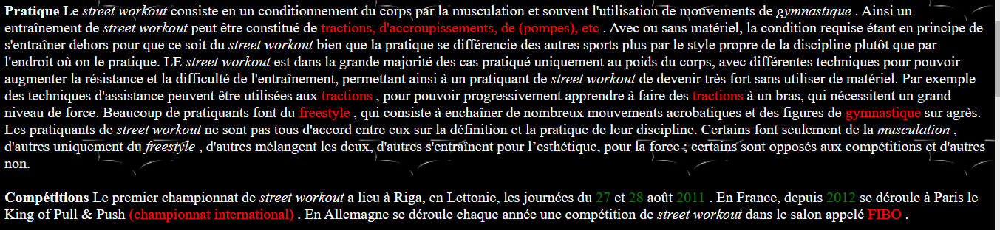 Pratique Le street workout consiste en un conditionnement du corps par la musculation et souvent l'utilisation de mouvements de gymnastique . Ainsi un
entraînement de street workout peut être constitué de tractions, d'accroupissements, de (pompes), etc . Avec ou sans matériel, la condition requise étant en principe de
s'entraîner dehors pour que ce soit du street workout bien que la pratique se différencie des autres sports plus par le style propre de la discipline plutôt que par
l'endroit où on le pratique. LE street workout est dans la grande majorité des cas pratiqué uniquement au poids du corps, avec différentes techniques pour pouvoir
augmenter la résistance et la difficulté de l'entraînement, permettant ainsi à un pratiquant de street workout de devenir très fort sans utiliser de matériel. Par exemple
des techniques d'assistance peuvent être utilisées aux tractions , pour pouvoir progressivement apprendre à faire des tractions à un bras, qui nécessitent un grand
niveau de force. Beaucoup de pratiquants font du freestyle , qui consiste à enchaîner de nombreux mouvements acrobatiques et des figures de gymnastique sur agrès.
Les pratiquants de street workout ne sont pas tous d'accord entre eux sur la définition et la pratique de leur discipline. Certains font seulement de la musculation ,
d'autres uniquement du freestyle , d'autres mélangent les deux, d'autres s'entraînent pour l’esthétique, pour la force ; certains sont opposés aux compétitions et d'autres
non.
Compétitions Le premier championnat de street workout a lieu à Riga, en Lettonie, les journées du 27 et 28 août 2011 . En France, depuis 2012 se déroule à Paris le
King of Pull & Push (championnat international) . En Allemagne se déroule chaque année une compétition de street workout dans le salon appelé FIBO .